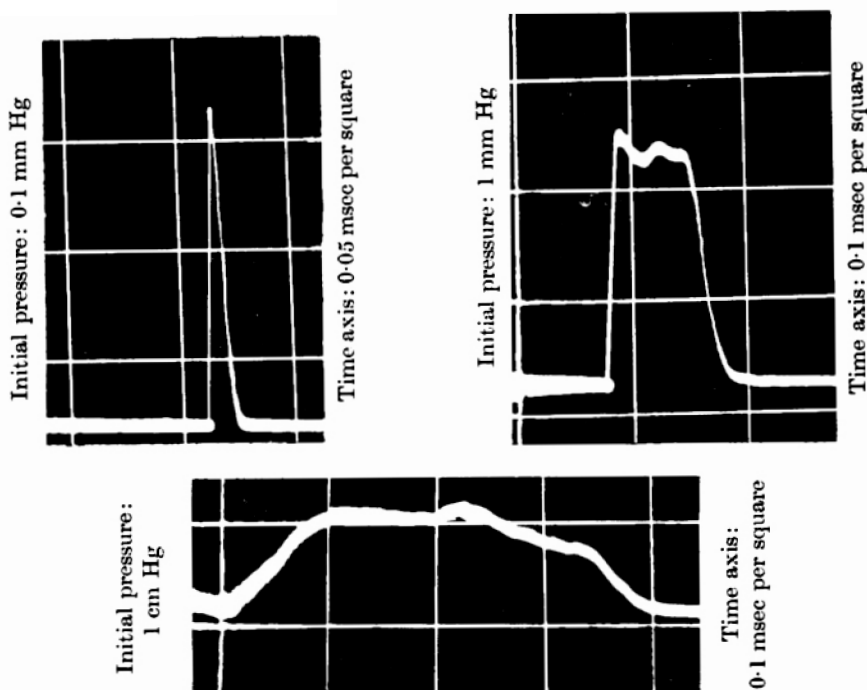 Initial pressure: 0·1 mm Hg
Time axis: 0·05 msec per square
Initial pressure: 1 mm Hg
Time axis: 0·1 msec per square
Initial pressure:
1 cm Hg
Time axis:
0·1 msec per square